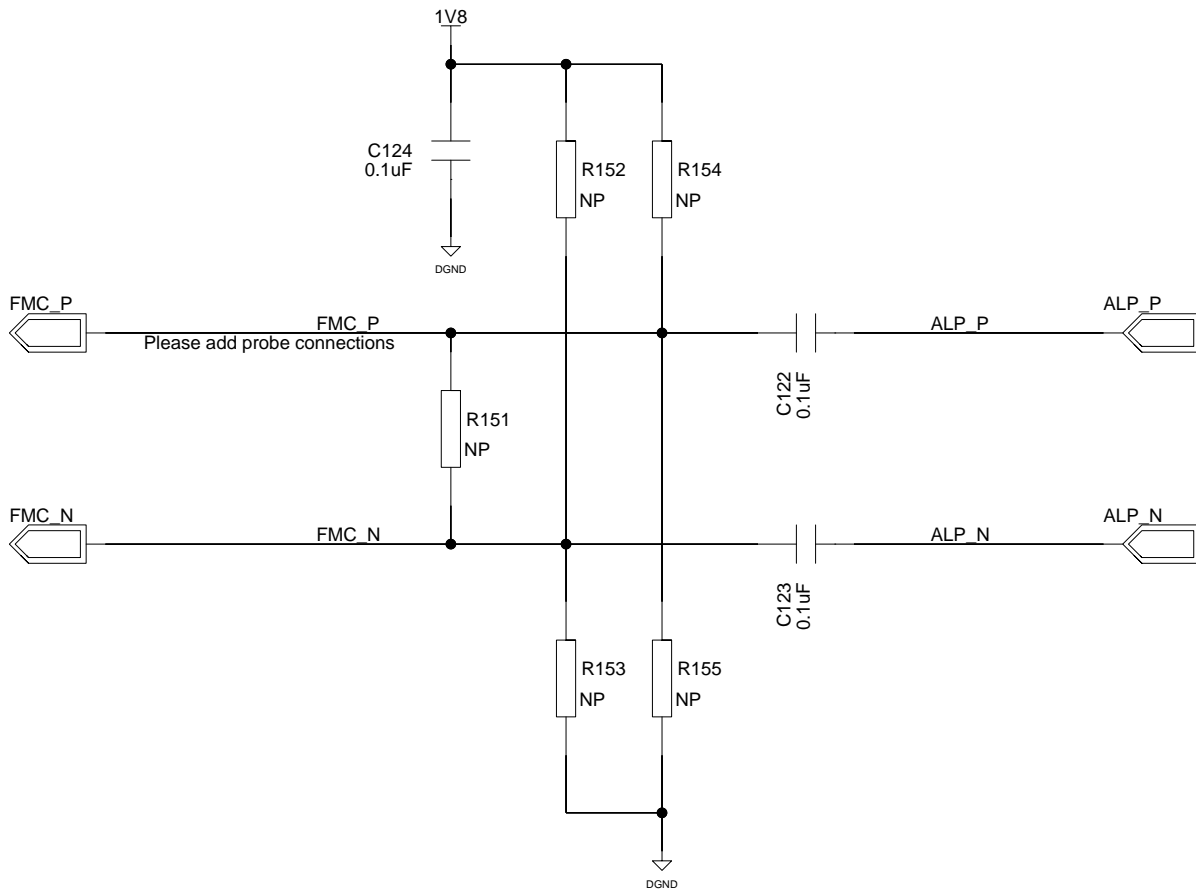 1V8
C124
0.1uF
R152
NP
R154
NP
DGND
FMC_P
FMC_P
Please add probe connections
ALP_P
ALP_P
C122
0.1uF
R151
NP
FMC_N
FMC_N
ALP_N
ALP_N
C123
0.1uF
R153
NP
R155
NP
DGND